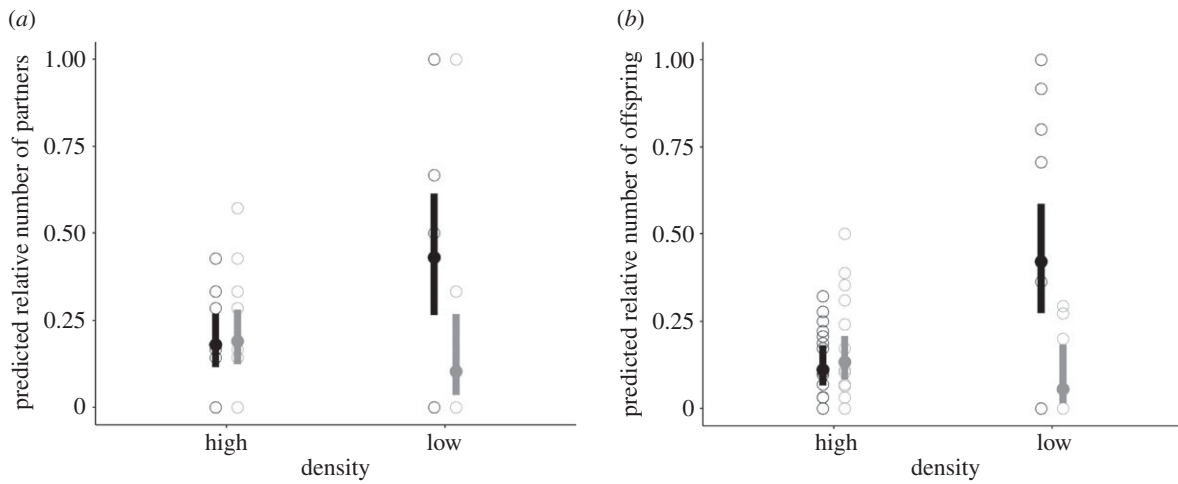 (a)
predicted relative number of partners
1.00
0.75
0.50
0.25
0
high
low
density
(b)
predicted relative number of offspring
1.00
0.75
0.50
0.25
0
high
low
density